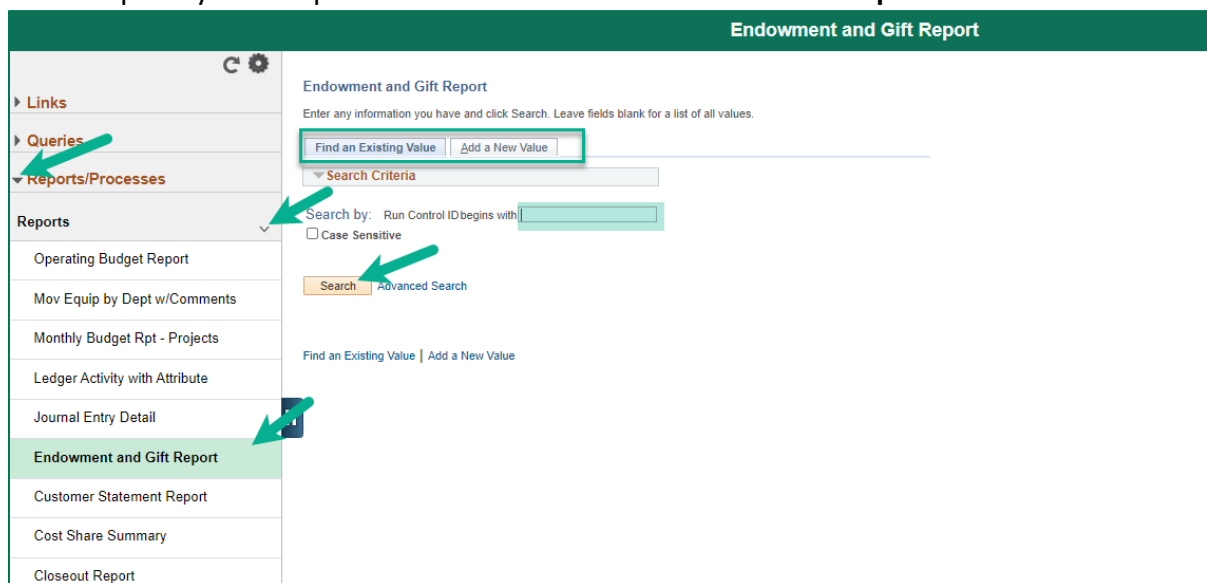 Endowment and Gift Report
Links
Queries
Reports/Processes
Reports
Operating Budget Report
Mov Equip by Dept w/Comments
Monthly Budget Rpt - Projects
Ledger Activity with Attribute
Journal Entry Detail
Endowment and Gift Report
Customer Statement Report
Cost Share Summary
Closeout Report
Endowment and Gift Report
Enter any information you have and click Search. Leave fields blank for a list of all values.
Find an Existing Value Add a New Value
Search Criteria
Search by: Run Control ID begins with
Case Sensitive
Search Advanced Search
Find an Existing Value | Add a New Value